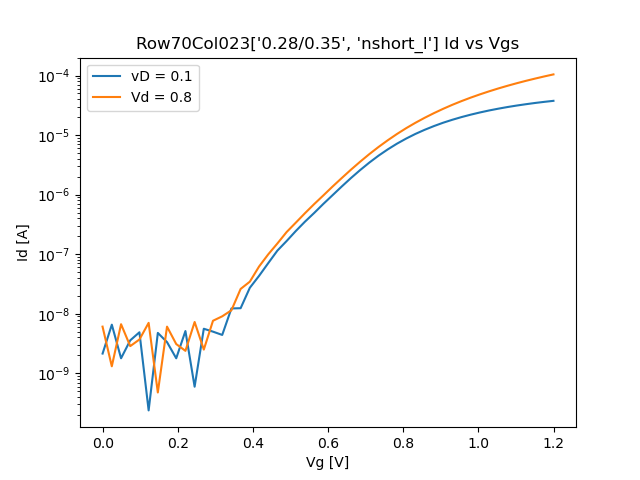 Row70Col023['0.28/0.35', 'nshort_l'] Id vs Vgs
vD = 0.1
Vd = 0.8
Id [A]
10⁻⁴
10⁻⁵
10⁻⁶
10⁻⁷
10⁻⁸
10⁻⁹
0.0 0.2 0.4 0.6 0.8 1.0 1.2
Vg [V]